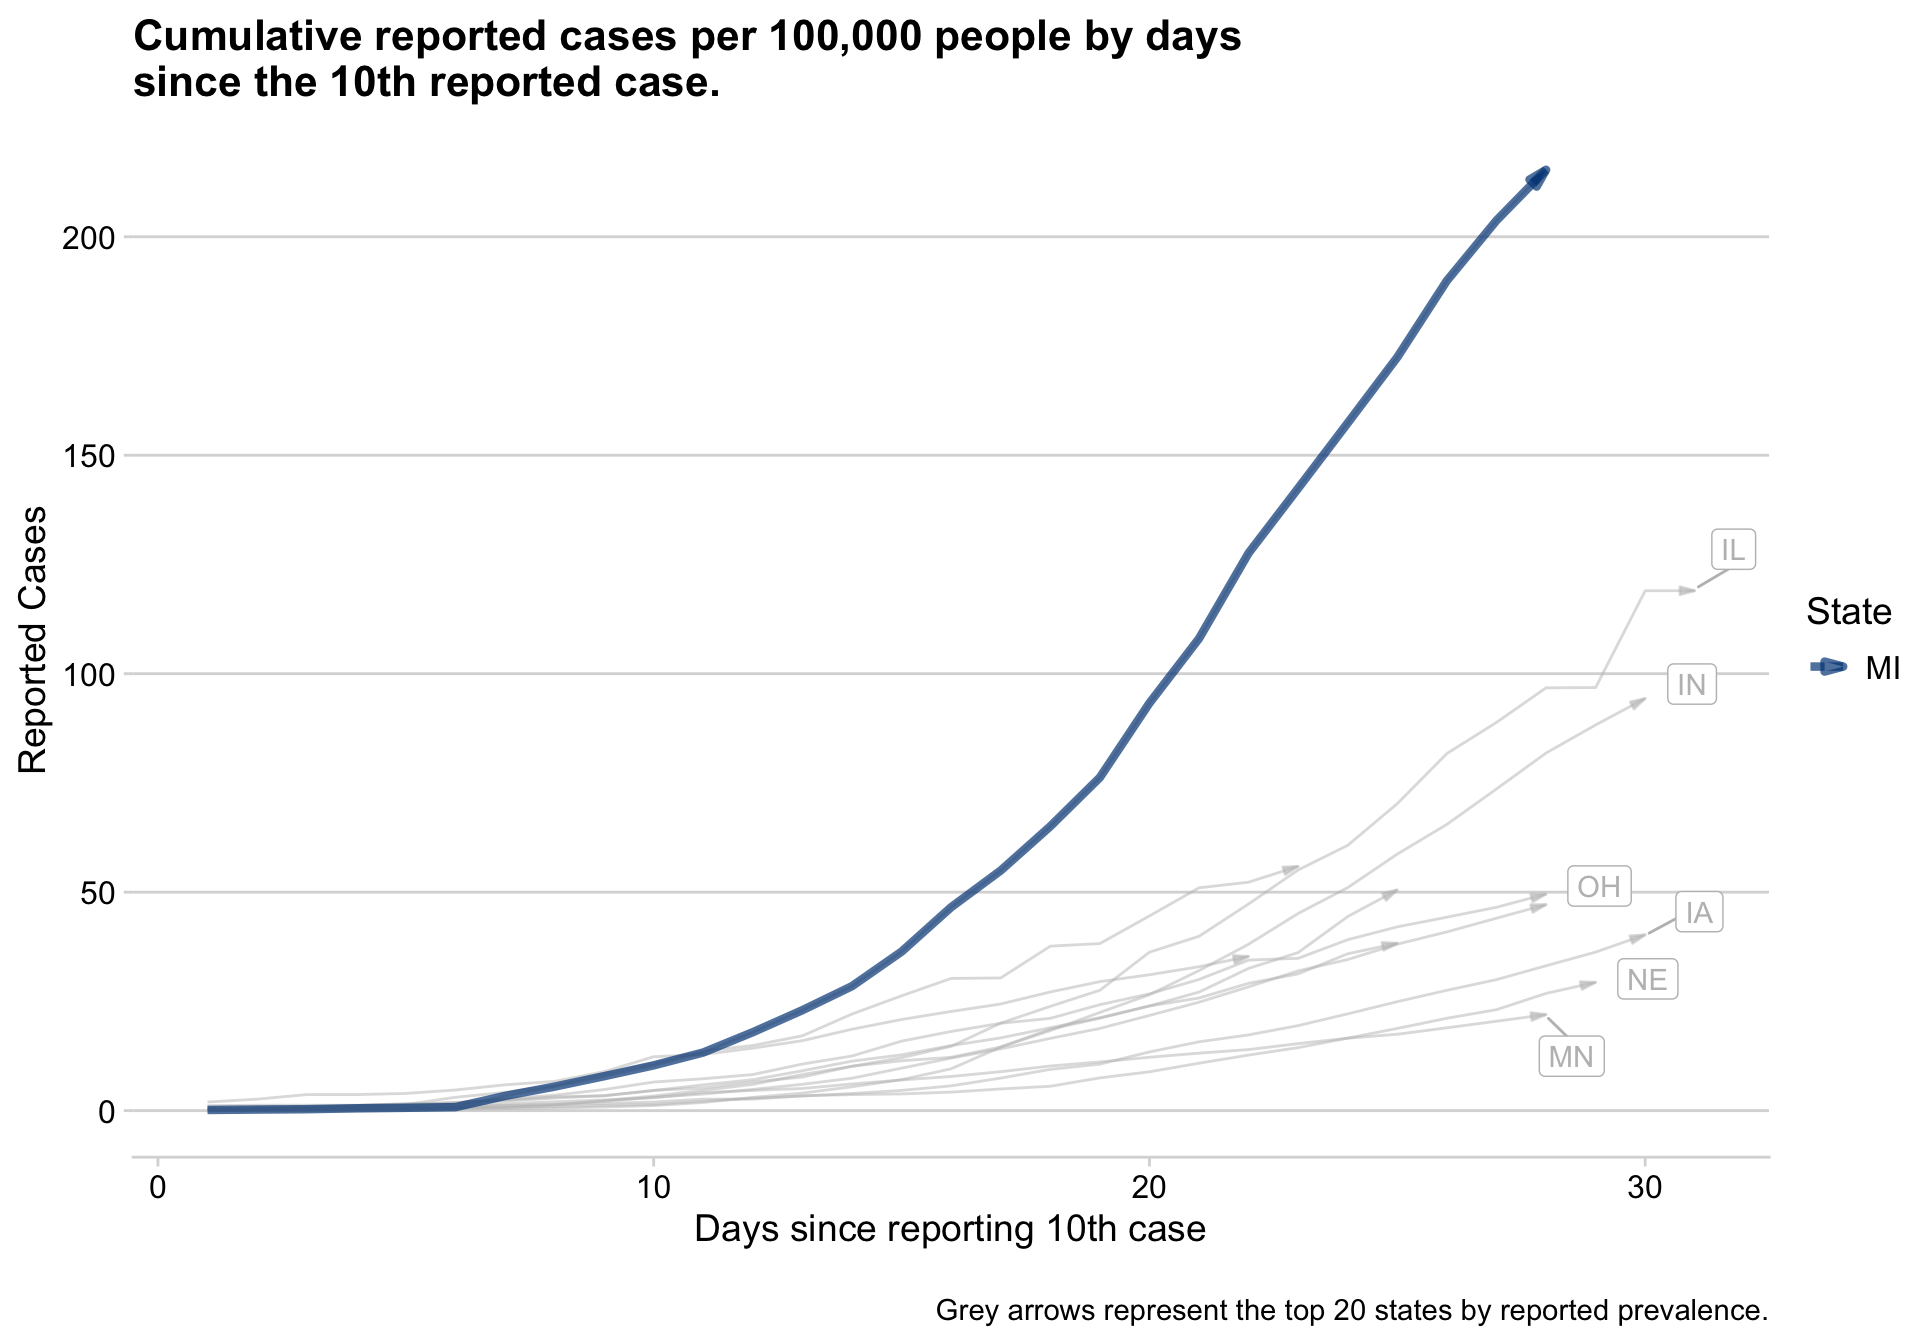 Cumulative reported cases per 100,000 people by days
since the 10th reported case.
200
150
100
50
0
Reported Cases
IL
IN
OH
IA
NE
MN
State
MI
0
10
20
30
Days since reporting 10th case
Grey arrows represent the top 20 states by reported prevalence.